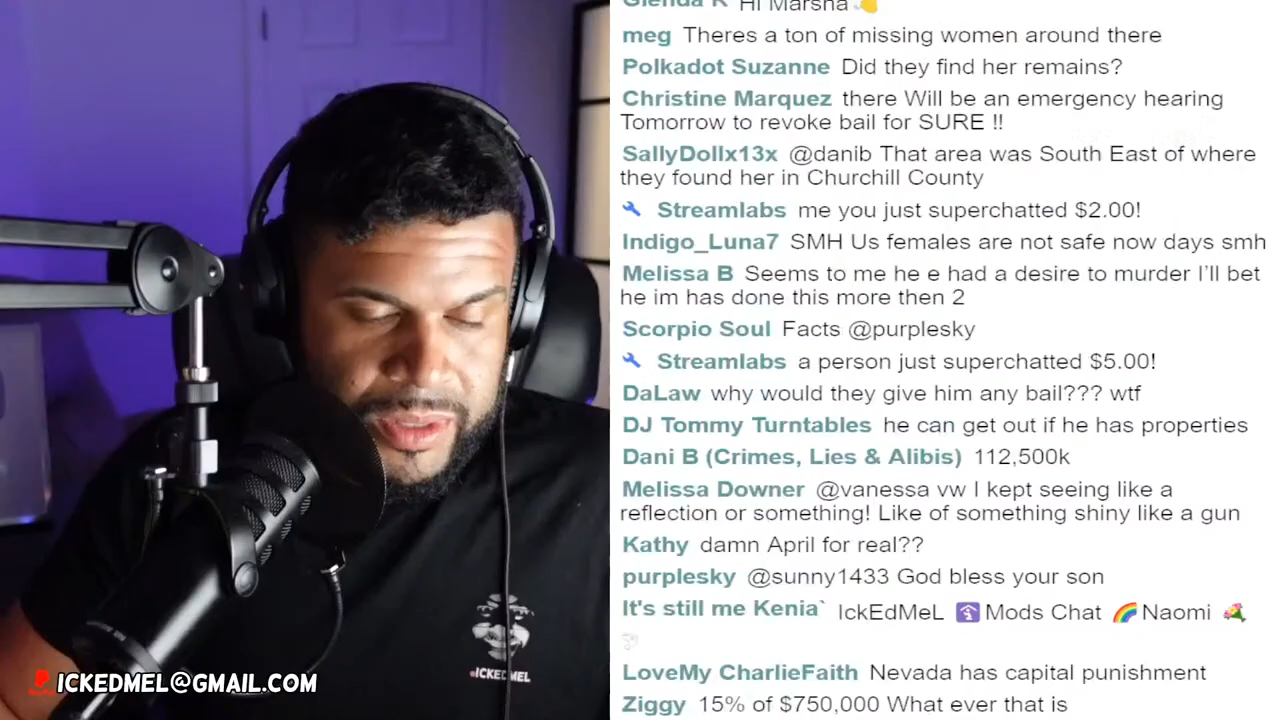 Glenda K Hi Marsha
meg Theres a ton of missing women around there
Polkadot Suzanne Did they find her remains?
Christine Marquez there Will be an emergency hearing
Tomorrow to revoke bail for SURE !!
SallyDollx13x @danib That area was South East of where
they found her in Churchill County
Streamlabs me you just superchatted $2.00!
Indigo_Luna7 SMH Us females are not safe now days smh
Melissa B Seems to me he e had a desire to murder I'll bet
he im has done this more then 2
Scorpio Soul Facts @purplesky
Streamlabs a person just superchatted $5.00!
DaLaw why would they give him any bail??? wtf
DJ Tommy Turntables he can get out if he has properties
Dani B (Crimes, Lies & Alibis) 112,500k
Melissa Downer @vanessa vw I kept seeing like a
reflection or something! Like of something shiny like a gun
Kathy damn April for real??
purplesky @sunny1433 God bless your son
It's still me Kenia` IckEdMeL 🛐Mods Chat 🌈Naomi 💐
🕊
LoveMy CharlieFaith Nevada has capital punishment
Ziggy 15% of $750,000 What ever that is
ICKEDMEL
ICKEDMEL@GMAIL.COM